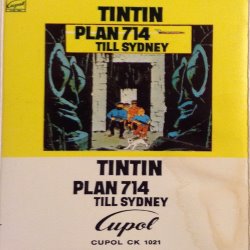 TINTIN
PLAN 714
TILL SYDNEY
TINTIN
PLAN 714
TILL SYDNEY
Cupol
CUPOL CK 1021